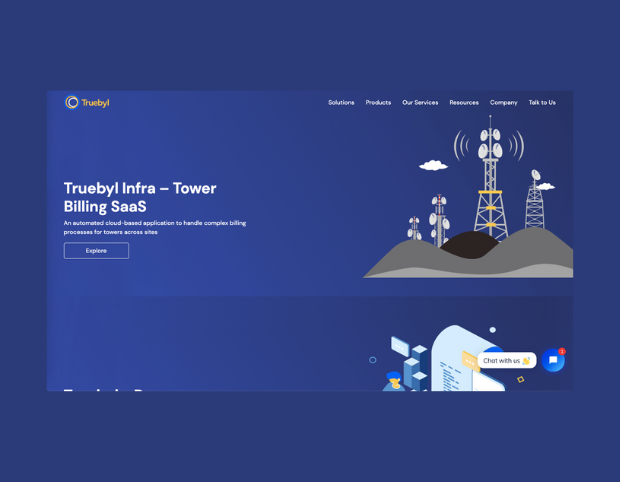 Truebyl
Solutions Products Our Services Resources Company Talk to Us
Truebyl Infra – Tower
Billing SaaS
An automated cloud-based application to handle complex billing
processes for towers across sites
Explore
Chat with us 👋
1